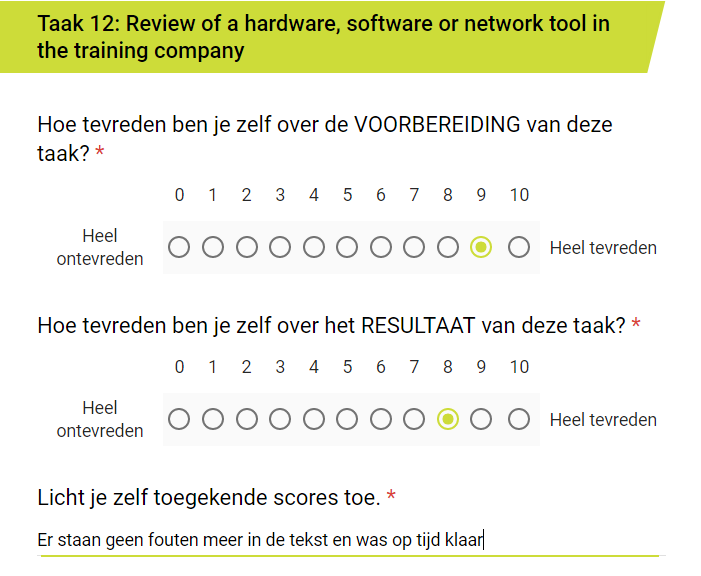 Taak 12: Review of a hardware, software or network tool in
the training company
Hoe tevreden ben je zelf over de VOORBEREIDING van deze
taak? *
0 1 2 3 4 5 6 7 8 9 10
Heel
ontevreden
Heel tevreden
Hoe tevreden ben je zelf over het RESULTAAT van deze taak? *
0 1 2 3 4 5 6 7 8 9 10
Heel
ontevreden
Heel tevreden
Licht je zelf toegekende scores toe. *
Er staan geen fouten meer in de tekst en was op tijd klaar